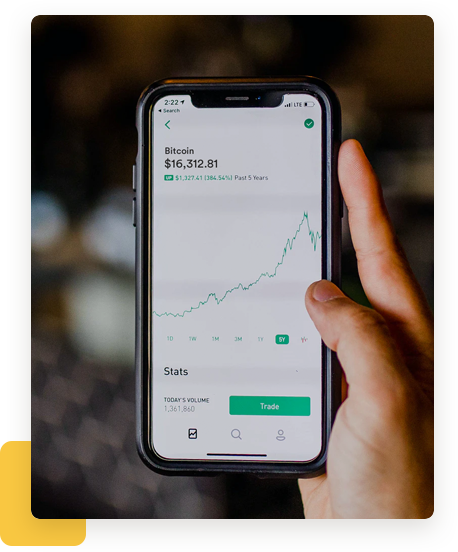 2:22 LTE
Search
Bitcoin
$16,312.81
UP $1,327.41 (384.54%) Past 5 Years
1D 1W 1M 3M 1Y 5Y
Stats
TODAY'S VOLUME
1,361,860
Trade